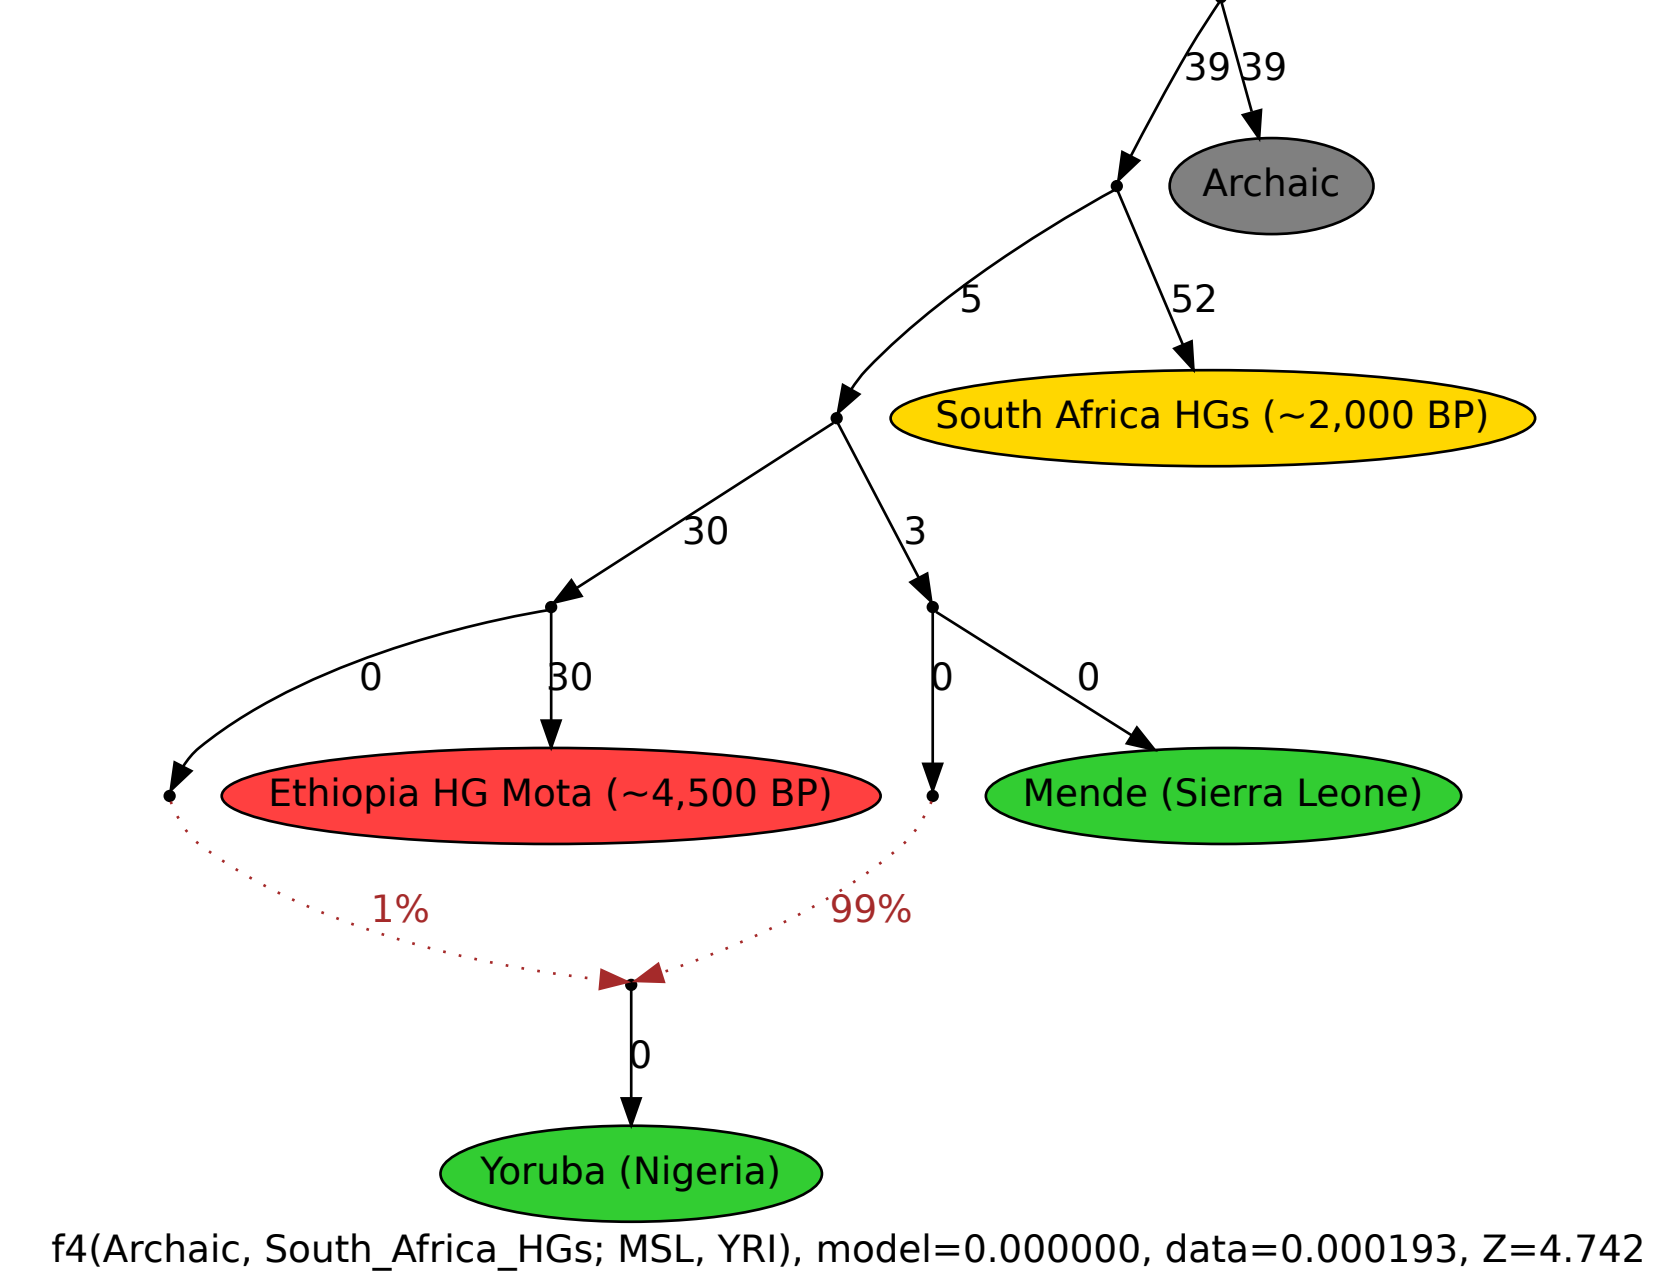 39 39
Archaic
5 52
South Africa HGs (~2,000 BP)
30 3
0 30 0 0
Ethiopia HG Mota (~4,500 BP) Mende (Sierra Leone)
1% 99%
0
Yoruba (Nigeria)
f4(Archaic, South_Africa_HGs; MSL, YRI), model=0.000000, data=0.000193, Z=4.742